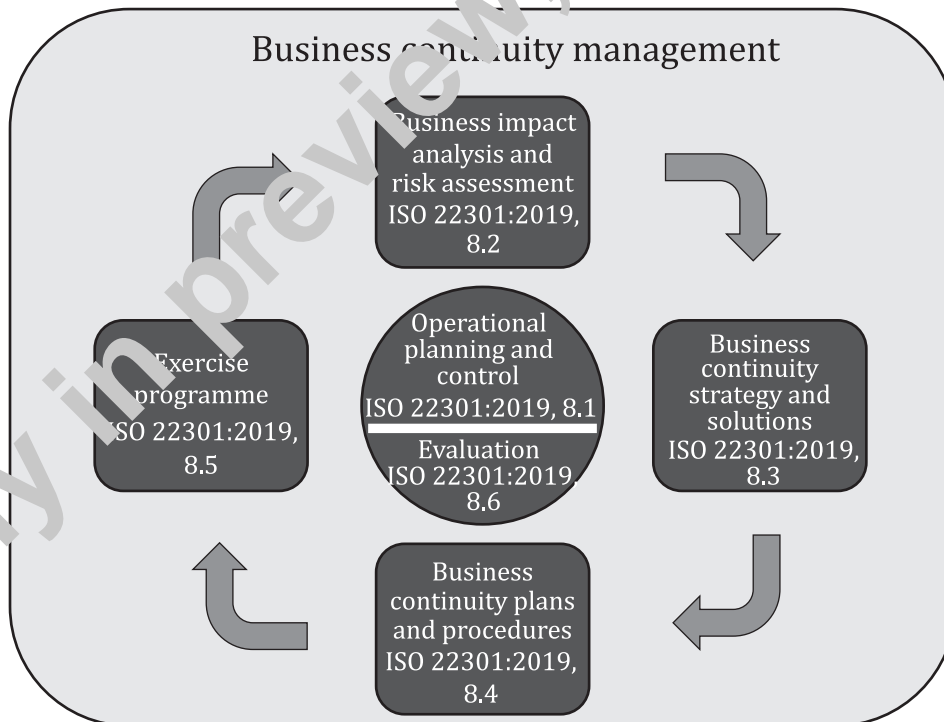 Business continuity management
Business impact
analysis and
risk assessment
ISO 22301:2019,
8.2
Exercise
programme
ISO 22301:2019,
8.5
Operational
planning and
control
ISO 22301:2019, 8.1
Evaluation
ISO 22301:2019,
8.6
Business
continuity
strategy and
solutions
ISO 22301:2019,
8.3
Business
continuity plans
and procedures
ISO 22301:2019,
8.4
y in preview